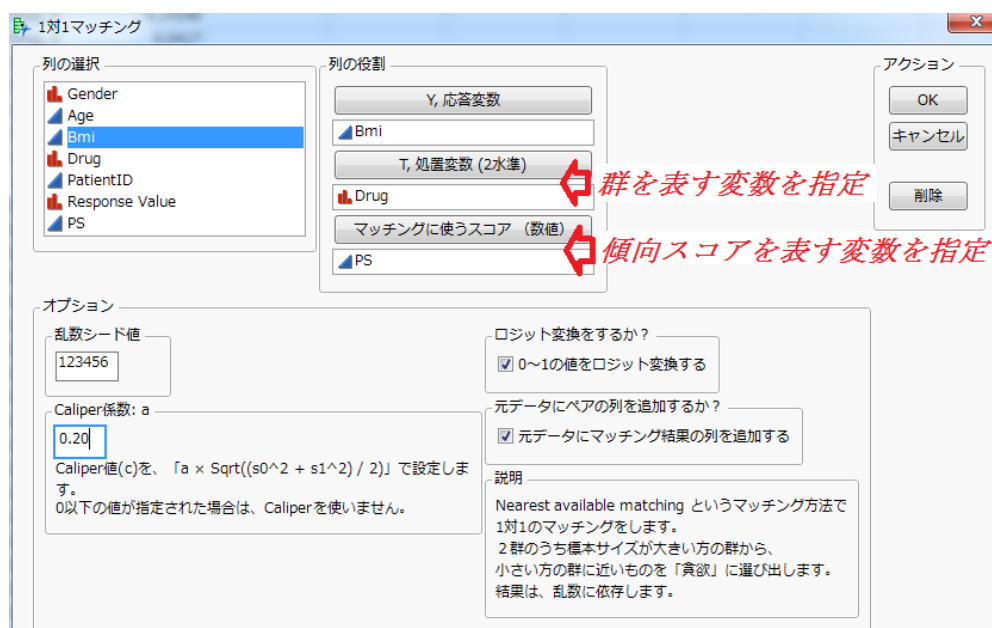 1対1マッチング
列の選択
Gender
Age
Bmi
Drug
PatientID
Response Value
PS
列の役割
Y, 応答変数
Bmi
T, 処置変数 (2水準)
Drug
マッチングに使うスコア (数値)
PS
群を表す変数を指定
傾向スコアを表す変数を指定
アクション
OK
キャンセル
削除
オプション
乱数シード値
123456
Caliper係数: a
0.20
Caliper値(c)を、「a × Sqrt((s0^2 + s1^2) / 2)」で設定しま
す。
0以下の値が指定された場合は、Caliperを使いません。
ロジット変換をするか？
0～1の値をロジット変換する
元データにペアの列を追加するか？
元データにマッチング結果の列を追加する
説明
Nearest available matching というマッチング方法で
1対1のマッチングをします。
２群のうち標本サイズが大きい方の群から、
小さい方の群に近いものを「貪欲」に選び出します。
結果は、乱数に依存します。